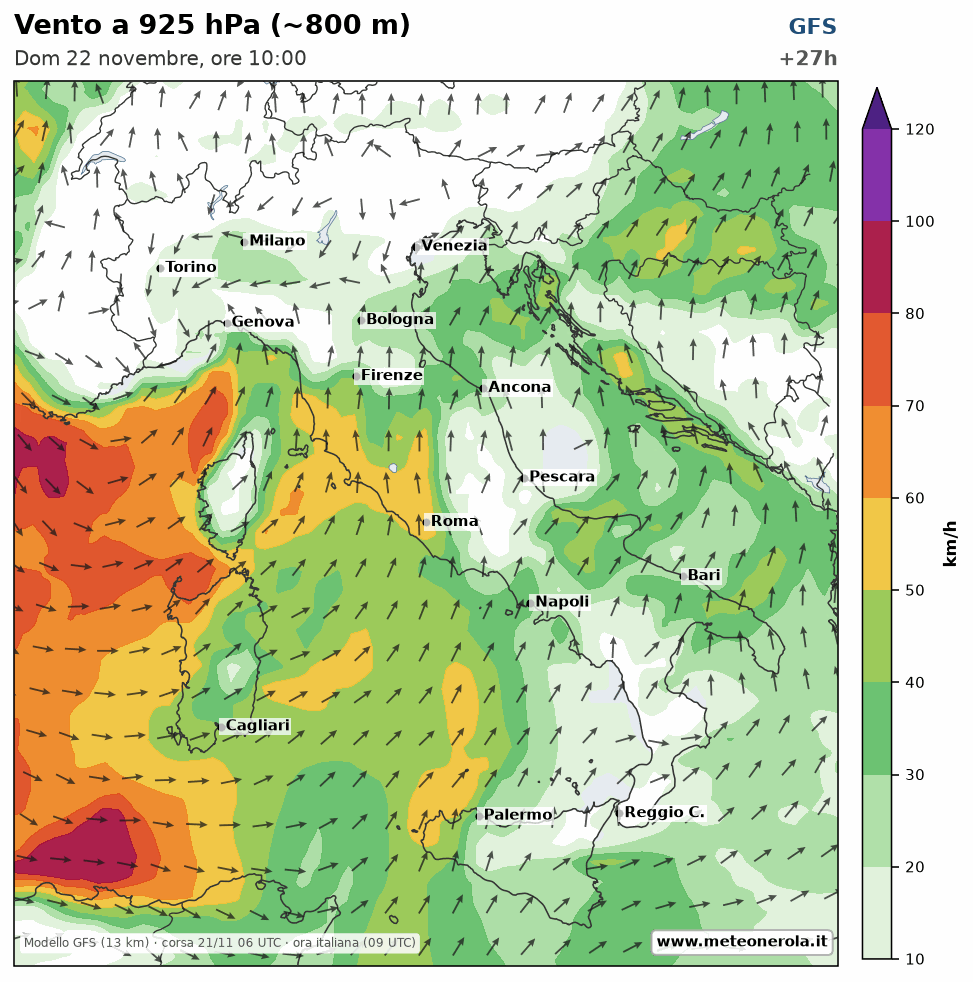 Vento a 925 hPa (~800 m)
GFS
Dom 22 novembre, ore 10:00
+27h
Milano
Venezia
Torino
Genova
Bologna
Firenze
Ancona
Pescara
Roma
Bari
Napoli
Cagliari
Palermo
Reggio C.
120
100
80
70
60
50
40
30
20
10
km/h
Modello GFS (13 km) · corsa 21/11 06 UTC · ora italiana (09 UTC)
www.meteonerola.it